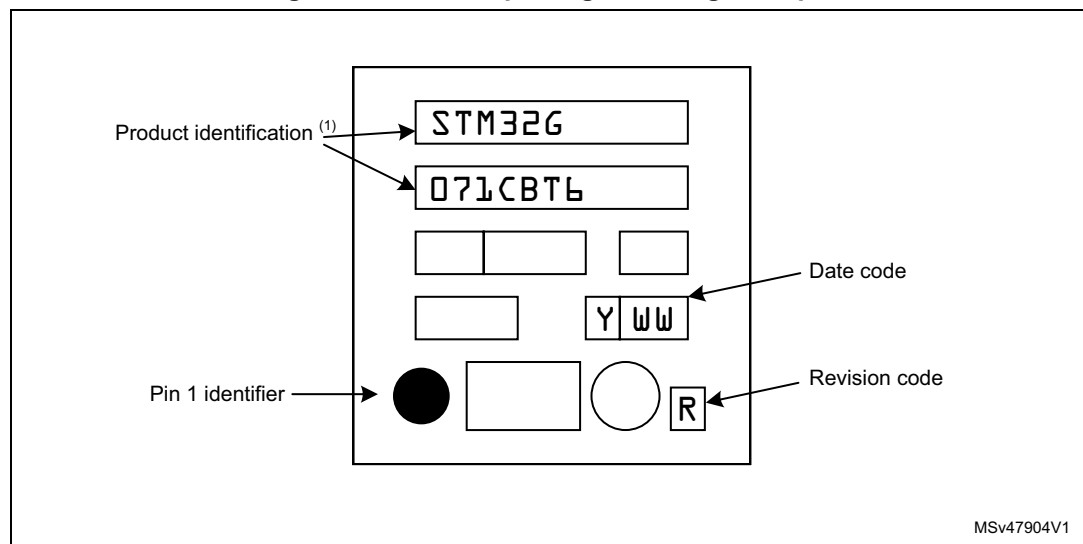 STM32G
Product identification (1)
071CBT6
Date code
Y WW
Pin 1 identifier
Revision code
R
MSv47904V1